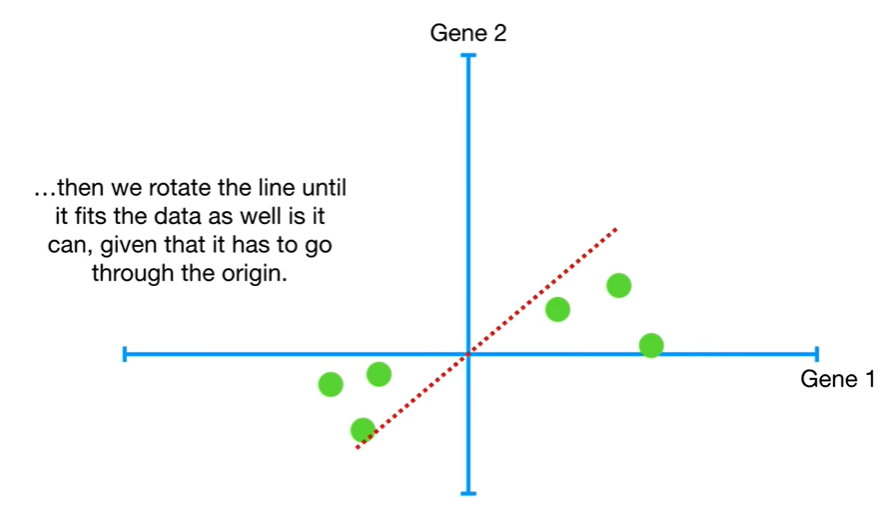 Gene 2
…then we rotate the line until
it fits the data as well is it
can, given that it has to go
through the origin.
Gene 1